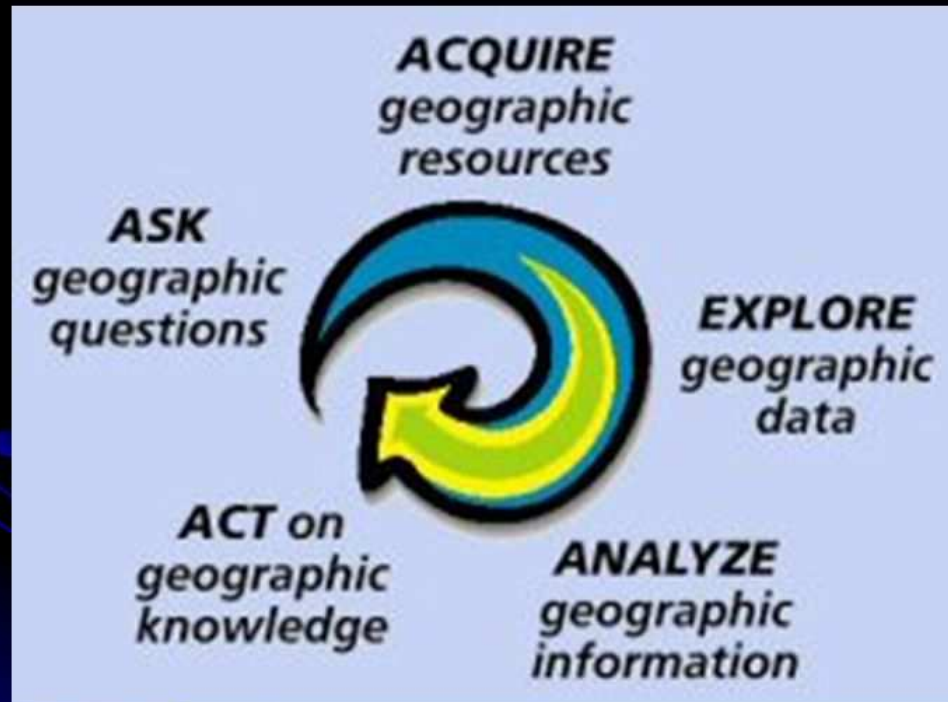 ACQUIRE
geographic
resources
ASK
geographic
questions
EXPLORE
geographic
data
ACT on
geographic
knowledge
ANALYZE
geographic
information